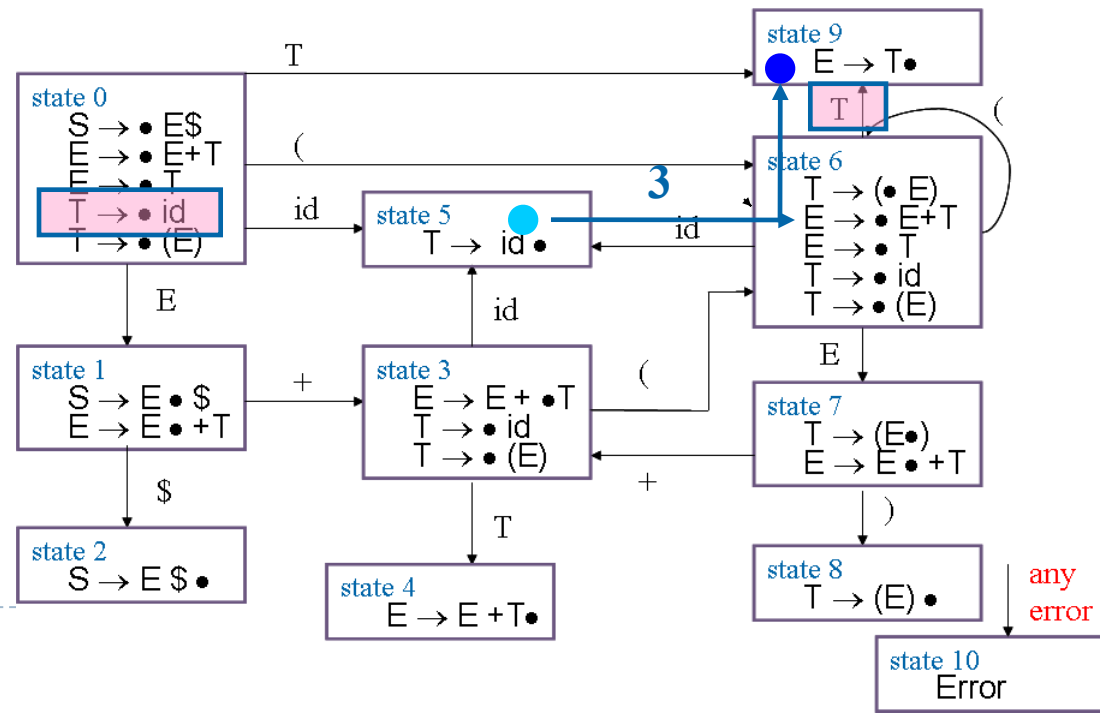 state 9
E → T●
T
state 0
S → ● E$
E → ● E+T
E → ● T
T → ● id
T → ● (E)
T
(
(
state 6
T → (● E)
E → ● E+T
E → ● T
T → ● id
T → ● (E)
3
id
state 5
T → id ●
id
E
id
E
state 1
S → E ● $
E → E ● +T
+
state 3
E → E + ●T
T → ● id
T → ● (E)
(
state 7
T → (E●)
E → E ● +T
+
$
T
)
state 2
S → E $ ●
state 4
E → E +T●
state 8
T → (E) ●
any
error
state 10
Error